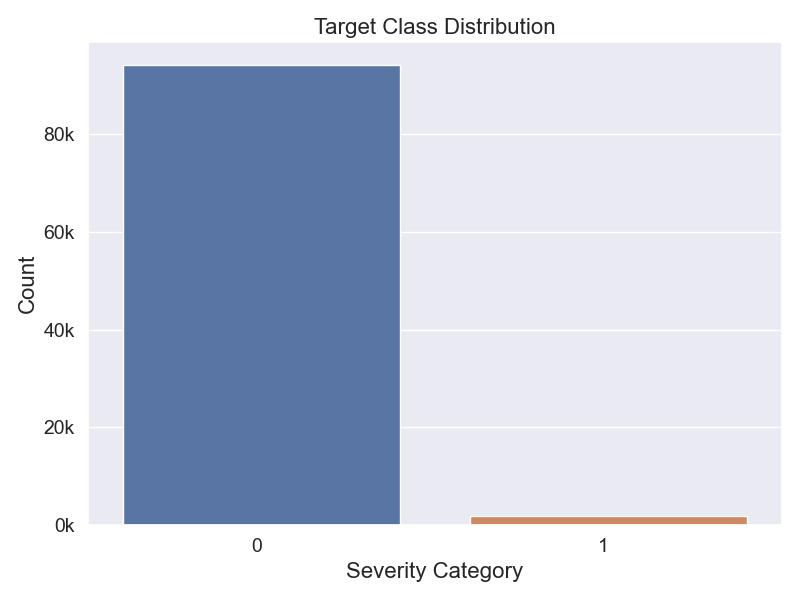 Target Class Distribution
80k
60k
40k
20k
0k
Count
0
1
Severity Category